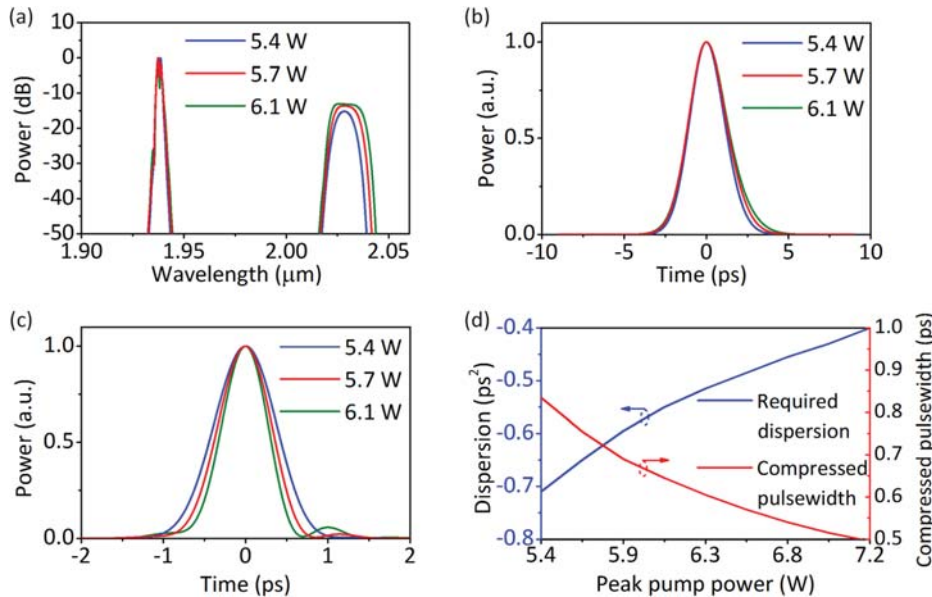 (a)
10
0
-10
-20
-30
-40
-50
Power (dB)
5.4 W
5.7 W
6.1 W
1.90
1.95
2.00
2.05
Wavelength (μm)
(b)
1.0
0.5
0.0
Power (a.u.)
5.4 W
5.7 W
6.1 W
-10
-5
0
5
10
Time (ps)
(c)
1.0
0.5
0.0
Power (a.u.)
5.4 W
5.7 W
6.1 W
-2
-1
0
1
2
Time (ps)
(d)
-0.4
-0.5
-0.6
-0.7
-0.8
Dispersion (ps²)
Required
dispersion
Compressed
pulsewidth
1.0
0.9
0.8
0.7
0.6
0.5
Compressed pulsewidth (ps)
5.4
5.9
6.3
6.8
7.2
Peak pump power (W)